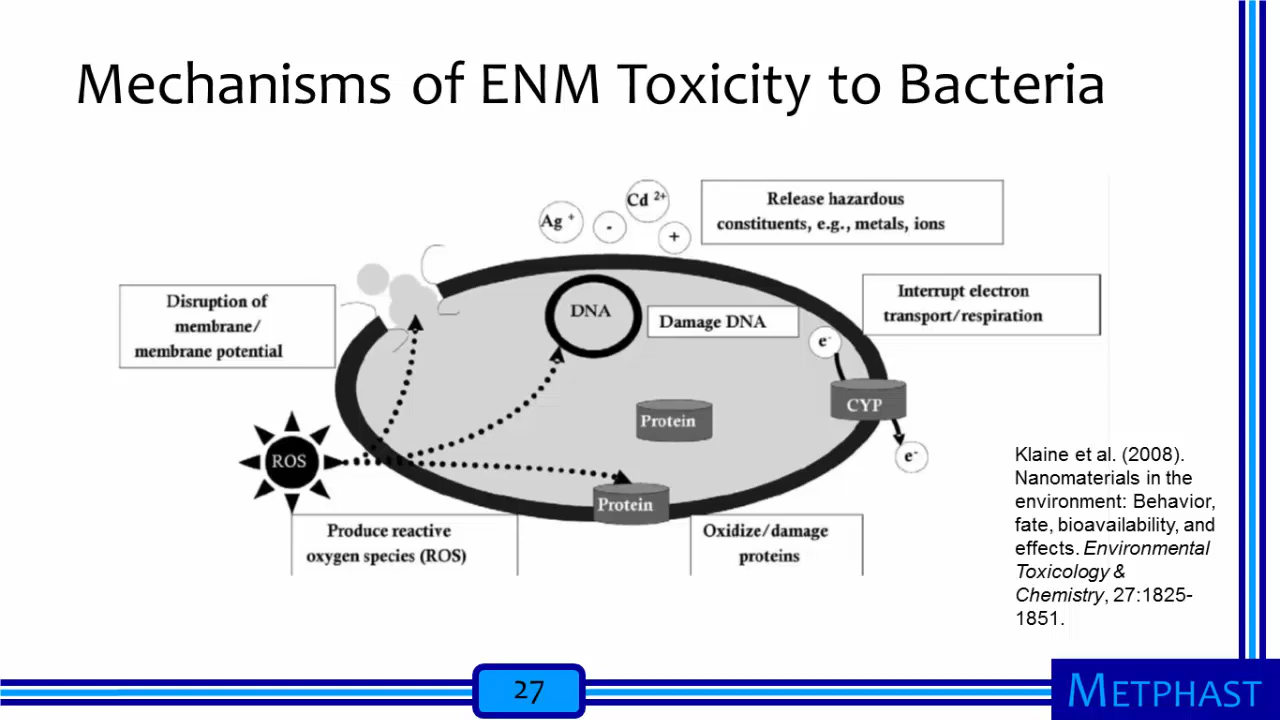 Mechanisms of ENM Toxicity to Bacteria
Ag +
-
Cd 2+
+
Release hazardous
constituents, e.g., metals, ions
Disruption of
membrane/
membrane potential
DNA
Damage DNA
Interrupt electron
transport/respiration
e-
CYP
e-
Protein
ROS
Protein
Produce reactive
oxygen species (ROS)
Oxidize/damage
proteins
Klaine et al. (2008).
Nanomaterials in the
environment: Behavior,
fate, bioavailability, and
effects. Environmental
Toxicology &
Chemistry, 27:1825-
1851.
27
METPHAST